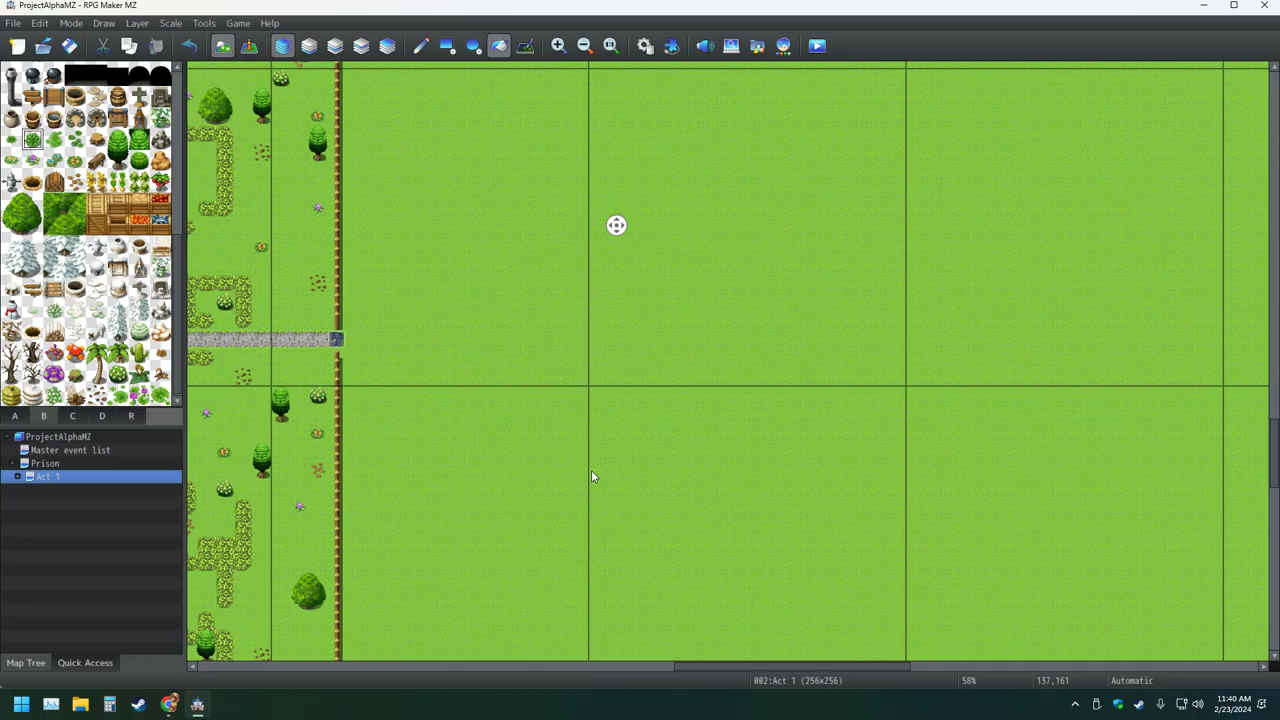 ProjectAlphaMZ - RPG Maker MZ
File Edit Mode Draw Layer Scale Tools Game Help
A B C D R
ProjectAlphaMZ
Master event list
Prison
Act 1
Map Tree Quick Access
002:Act 1 (256x256) 58% 137,161 Automatic
11:40 AM
2/23/2024